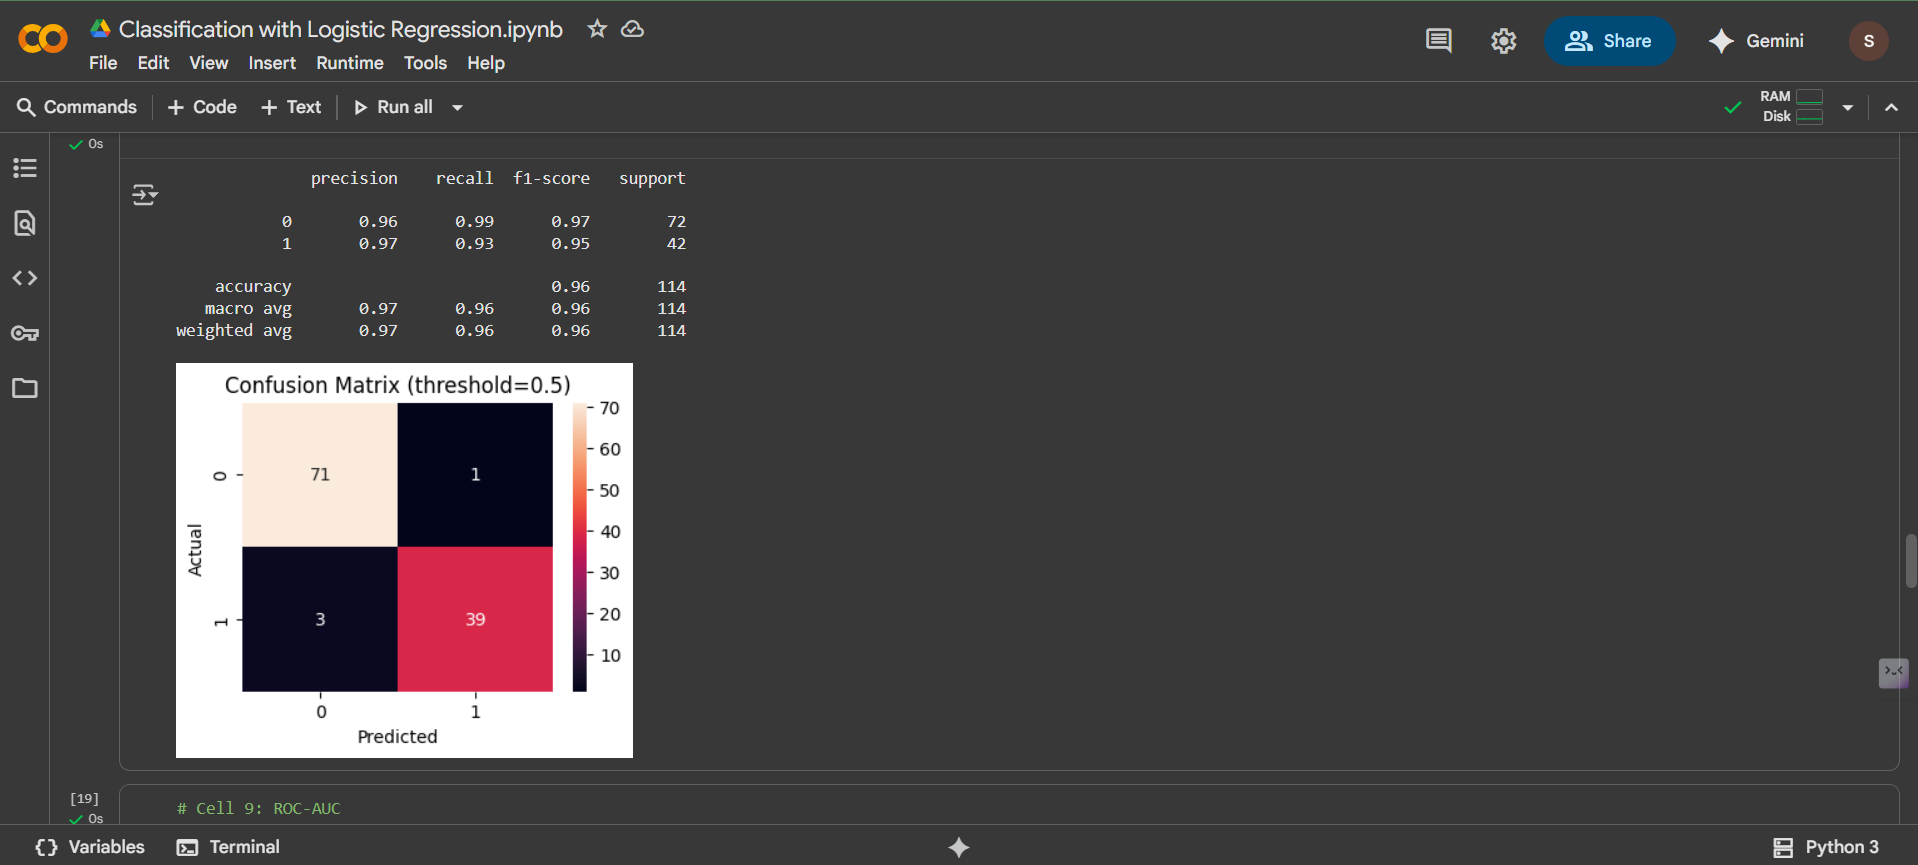 Classification with Logistic Regression.ipynb
File Edit View Insert Runtime Tools Help
Share
Gemini
S
Commands + Code + Text Run all
RAM
Disk
0s
precision recall f1-score support
0 0.96 0.99 0.97 72
1 0.97 0.93 0.95 42
accuracy 0.96 114
macro avg 0.97 0.96 0.96 114
weighted avg 0.97 0.96 0.96 114
Confusion Matrix (threshold=0.5)
70
60
50
40
30
20
10
Actual
0
1
71 1
3 39
0 1
Predicted
[19]
0s
# Cell 9: ROC-AUC
Variables Terminal
Python 3